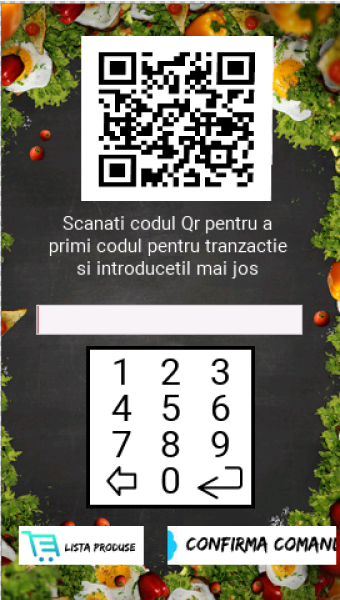 Scanati codul Qr pentru a
primi codul pentru tranzactie
si introducetil mai jos
1 2 3
4 5 6
7 8 9
0
LISTA PRODUSE
CONFIRMA COMAN